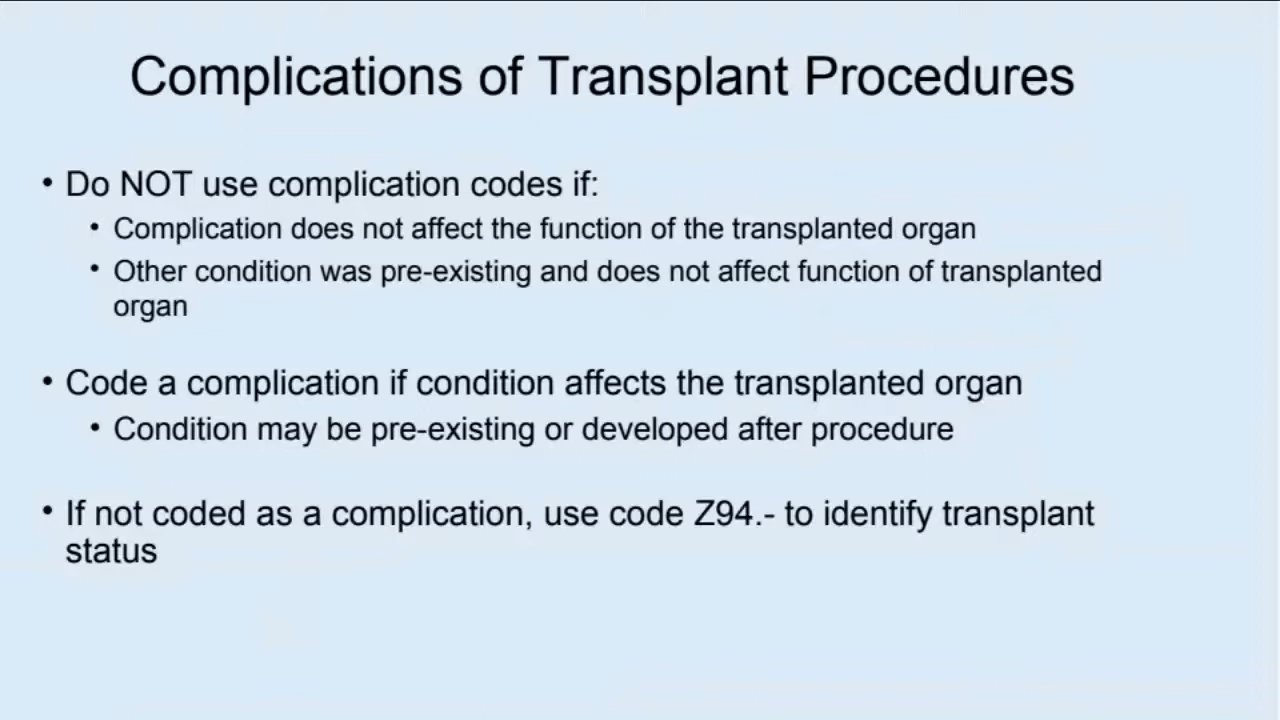 Complications of Transplant Procedures
• Do NOT use complication codes if:
• Complication does not affect the function of the transplanted organ
• Other condition was pre-existing and does not affect function of transplanted
organ
• Code a complication if condition affects the transplanted organ
• Condition may be pre-existing or developed after procedure
• If not coded as a complication, use code Z94.- to identify transplant
status